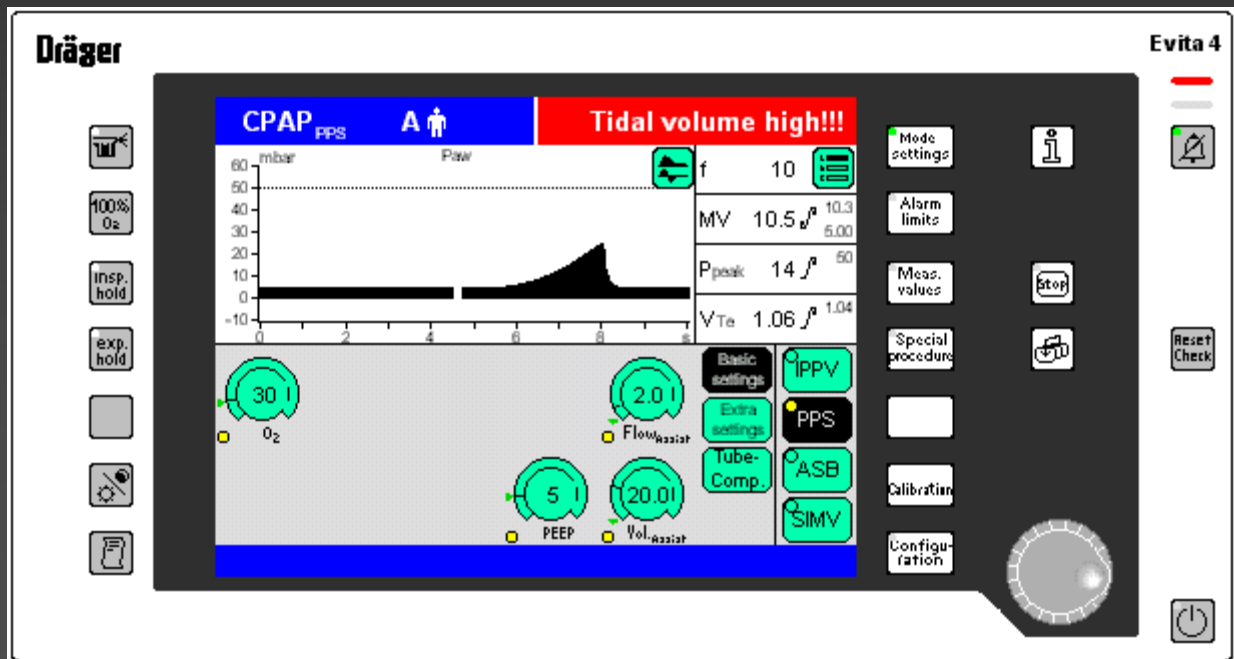 Dräger
Evita 4
CPAP PPS A
Tidal volume high!!!
mbar
Paw
60
50
40
30
20
10
0
-10
0 2 4 6 8 s
f 10
MV 10.5 10.3 5.00
Ppeak 14 50
VTe 1.06 1.04
30
O2
2.0
FlowAssist
5
PEEP
20.0
Vol.Assist
Basic
settings
Extra
settings
Tube-
Comp.
IPPV
PPS
ASB
SIMV
100%
O2
insp.
hold
exp.
hold
Mode
settings
Alarm
limits
Meas.
values
Special
procedure
Calibration
Configu-
ration
i
Stop
Reset
Check